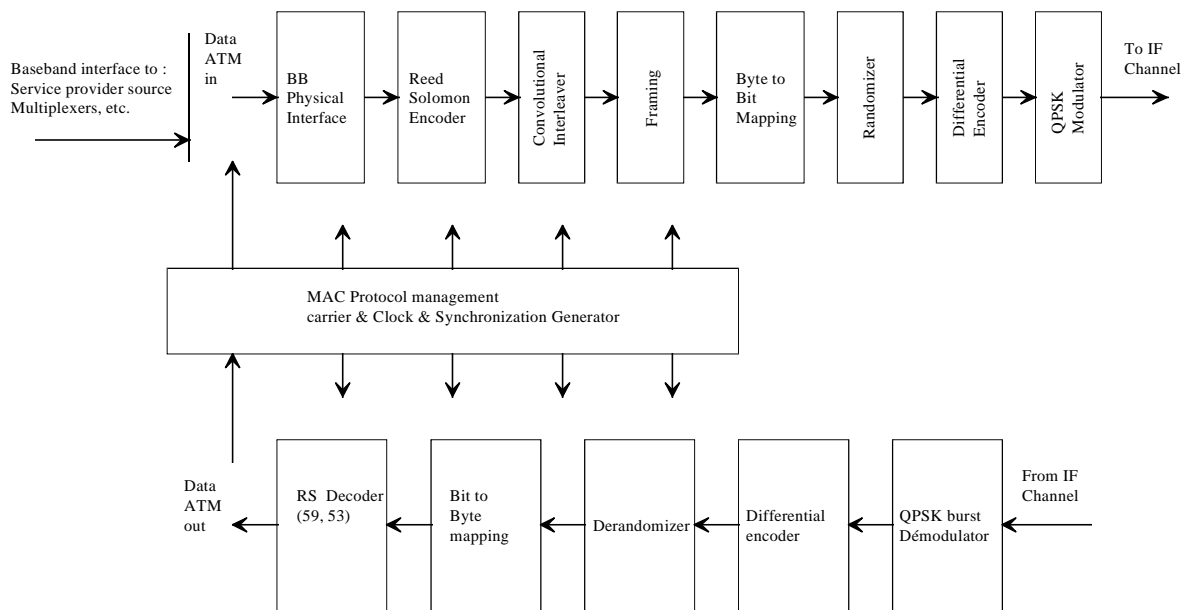 Baseband interface to :
Service provider source
Multiplexers, etc.
Data
ATM
in
BB
Physical
Interface
Reed
Solomon
Encoder
Convolutional
Interleaver
Framing
Byte to
Bit
Mapping
Randomizer
Differential
Encoder
QPSK
Modulator
To IF
Channel
MAC Protocol management
carrier & Clock & Synchronization Generator
Data
ATM
out
RS Decoder
(59, 53)
Bit to
Byte
mapping
Derandomizer
Differential
encoder
QPSK burst
Démodulator
From IF
Channel